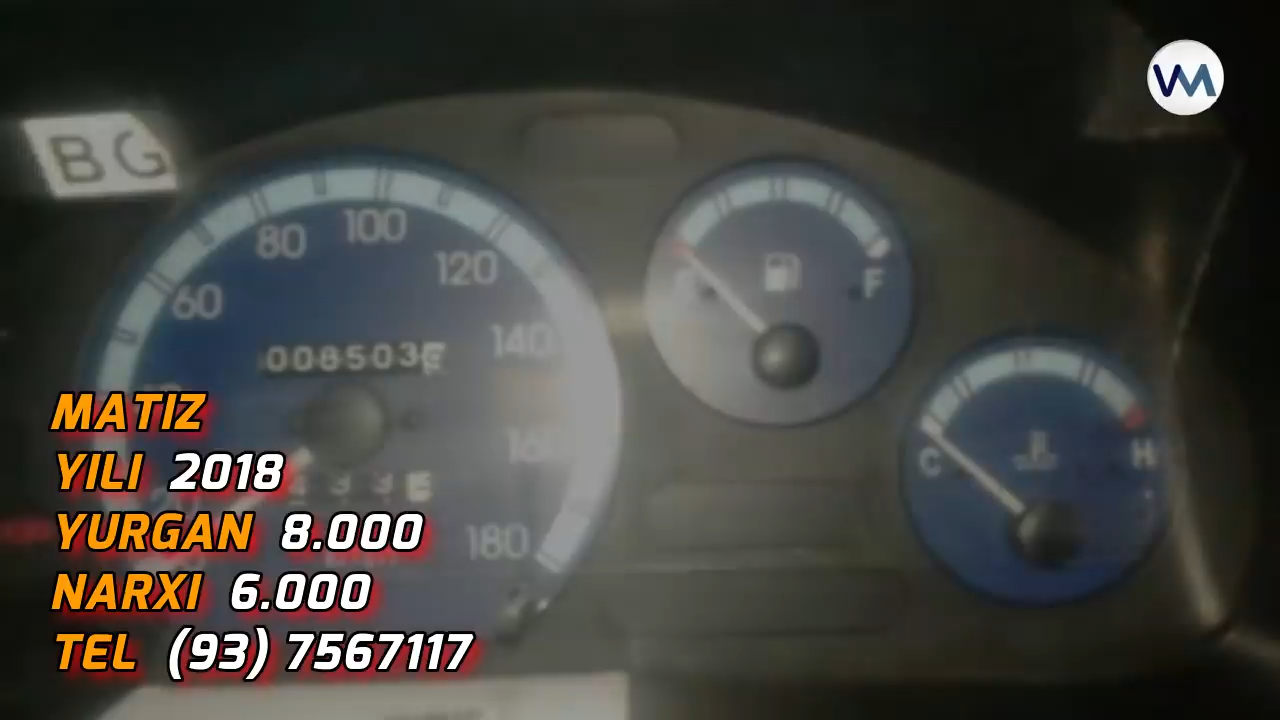 VM
BG
80 100
60 120
140
008503
160
180
F
C H
MATIZ
YILI 2018
YURGAN 8.000
NARXI 6.000
TEL (93) 7567117